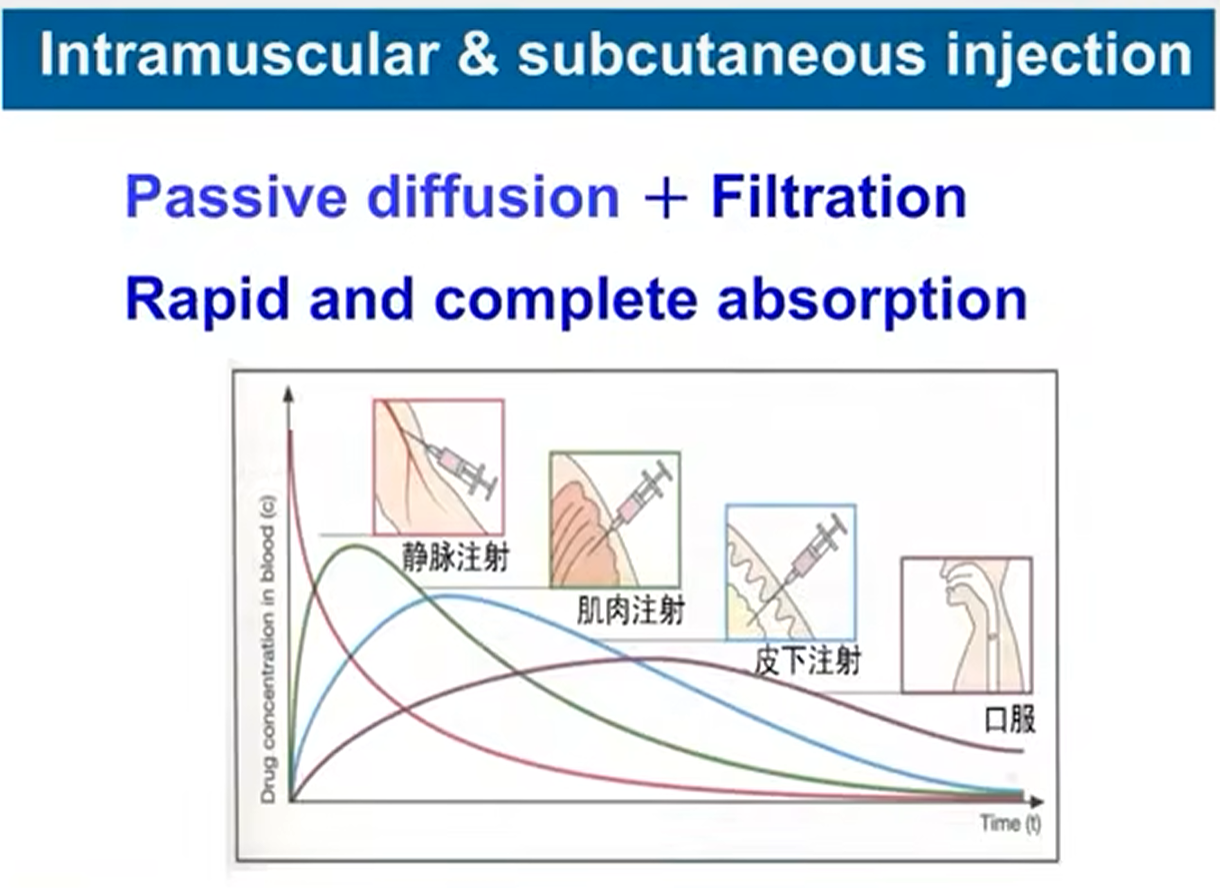 Intramuscular & subcutaneous injection
Passive diffusion + Filtration
Rapid and complete absorption
Drug concentration in blood (c)
静脉注射
肌肉注射
皮下注射
口服
Time (t)